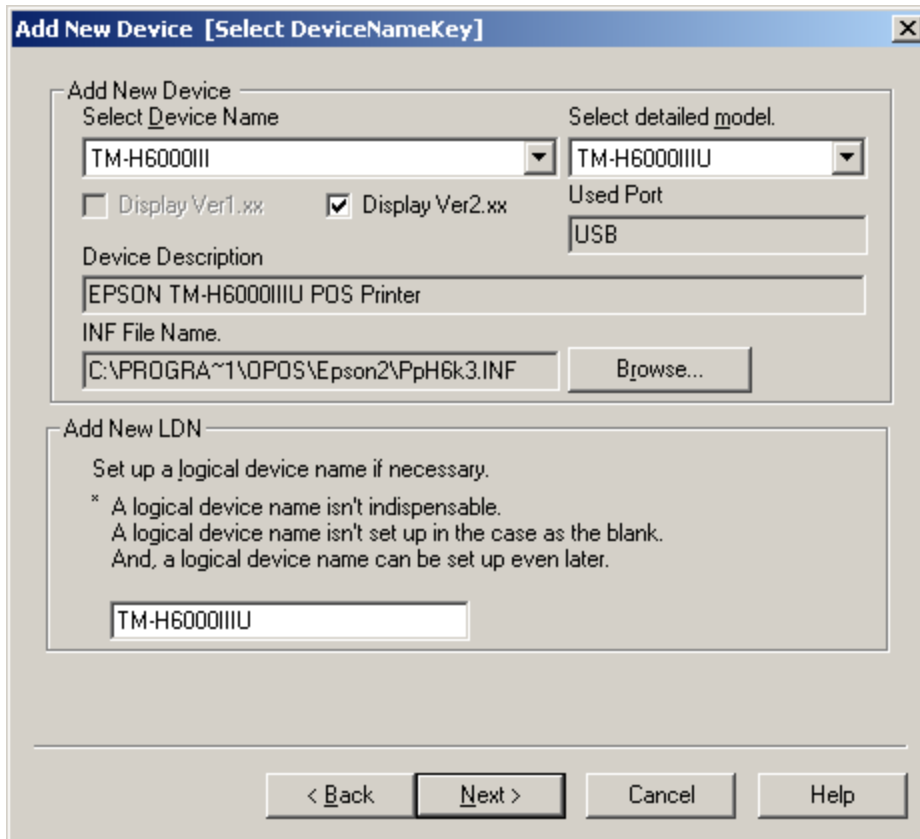 Add New Device [Select DeviceNameKey]
Add New Device
Select Device Name
Select detailed model.
TM-H6000III
TM-H6000IIIU
Display Ver1.xx
Display Ver2.xx
Used Port
USB
Device Description
EPSON TM-H6000IIIU POS Printer
INF File Name.
C:\PROGRA~1\OPOS\Epson2\PpH6k3.INF
Browse...
Add New LDN
Set up a logical device name if necessary.
* A logical device name isn't indispensable.
A logical device name isn't set up in the case as the blank.
And, a logical device name can be set up even later.
TM-H6000IIIU
< Back
Next >
Cancel
Help